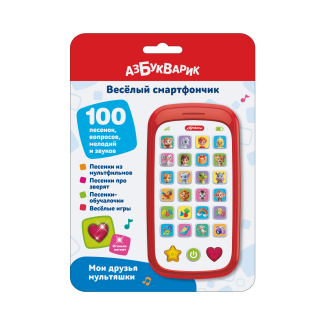 АЗБУКВАРИК
Весёлый смартфончик
100
песенок,
вопросов,
мелодий
и звуков
Песенки из
мультфильмов
Песенки про
зверят
Песенки-
обучалочки
Весёлые игры
Мои друзья
мультяшки